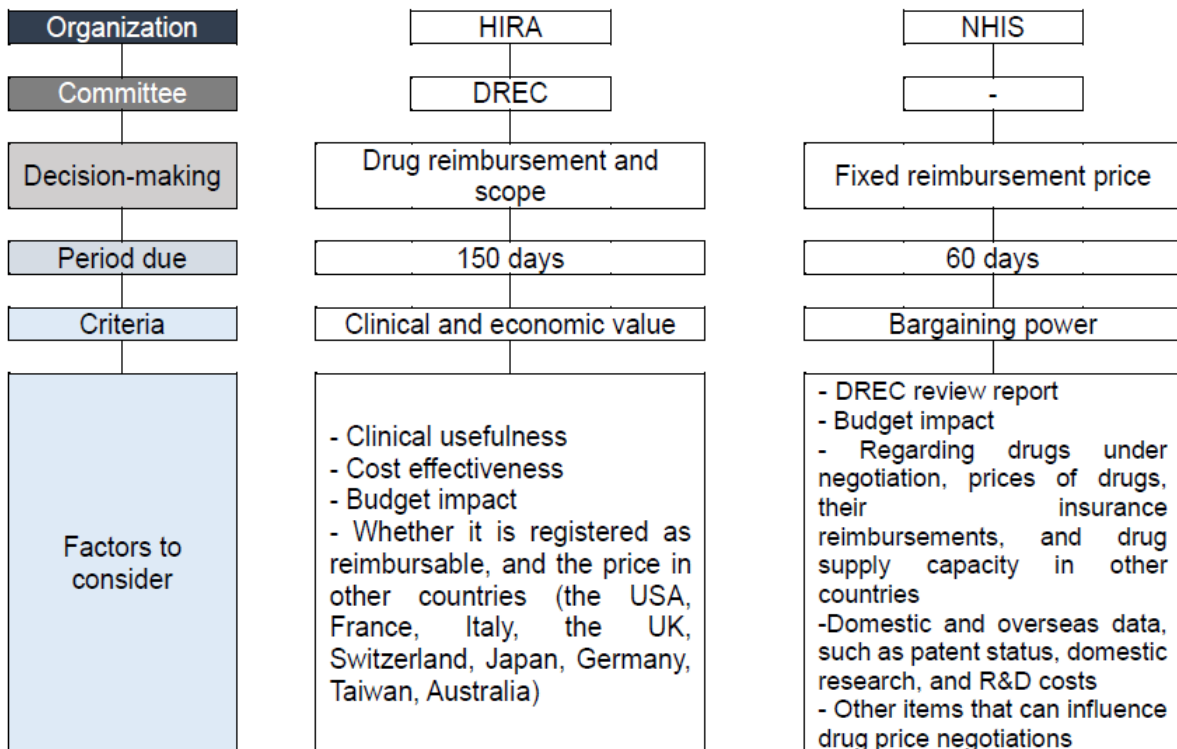 Organization
HIRA
NHIS
Committee
DREC
-
Decision-making
Drug reimbursement and
scope
Fixed reimbursement price
Period due
150 days
60 days
Criteria
Clinical and economic value
Bargaining power
Factors to
consider
- Clinical usefulness
- Cost effectiveness
- Budget impact
- Whether it is registered as
reimbursable, and the price in
other countries (the USA,
France, Italy, the UK,
Switzerland, Japan, Germany,
Taiwan, Australia)
- DREC review report
- Budget impact
- Regarding drugs under
negotiation, prices of drugs,
their insurance
reimbursements, and drug
supply capacity in other
countries
-Domestic and overseas data,
such as patent status, domestic
research, and R&D costs
- Other items that can influence
drug price negotiations